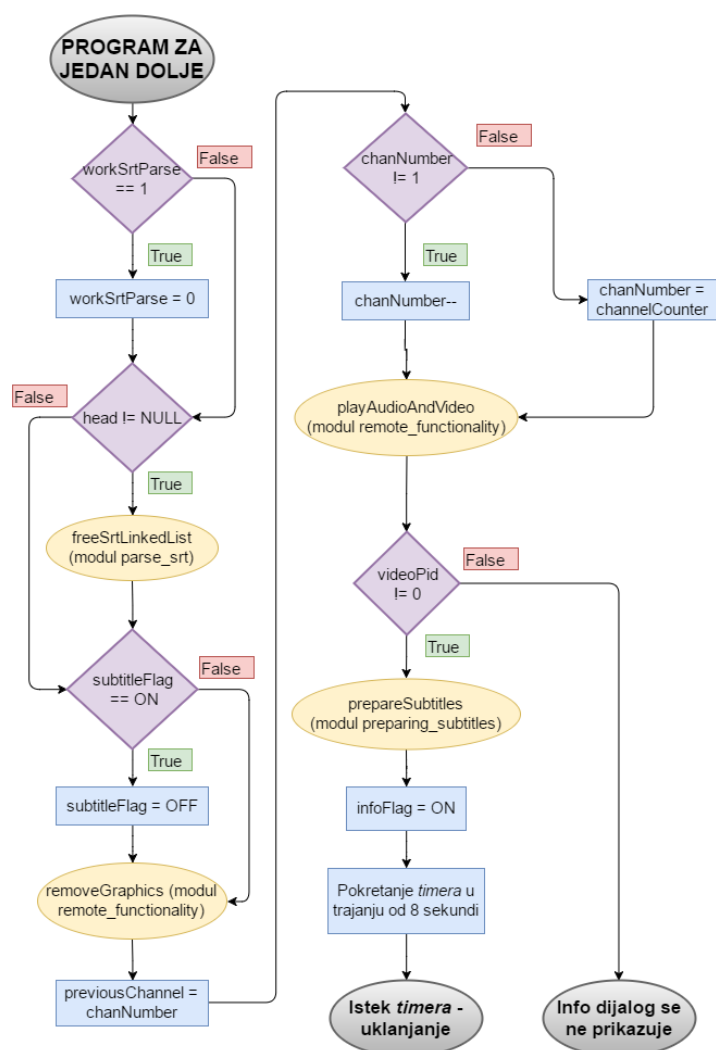 PROGRAM ZA
JEDAN DOLJE
workSrtParse
== 1
False
True
workSrtParse = 0
head != NULL
False
True
freeSrtLinkedList
(modul parse_srt)
subtitleFlag
== ON
False
True
subtitleFlag = OFF
removeGraphics (modul
remote_functionality)
previousChannel =
chanNumber
chanNumber
!= 1
False
True
chanNumber--
chanNumber =
channelCounter
playAudioAndVideo
(modul remote_functionality)
videoPid
!= 0
False
True
prepareSubtitles
(modul preparing_subtitles)
infoFlag = ON
Pokretanje timera u
trajanju od 8 sekundi
Istek timera -
uklanjanje
Info dijalog se
ne prikazuje